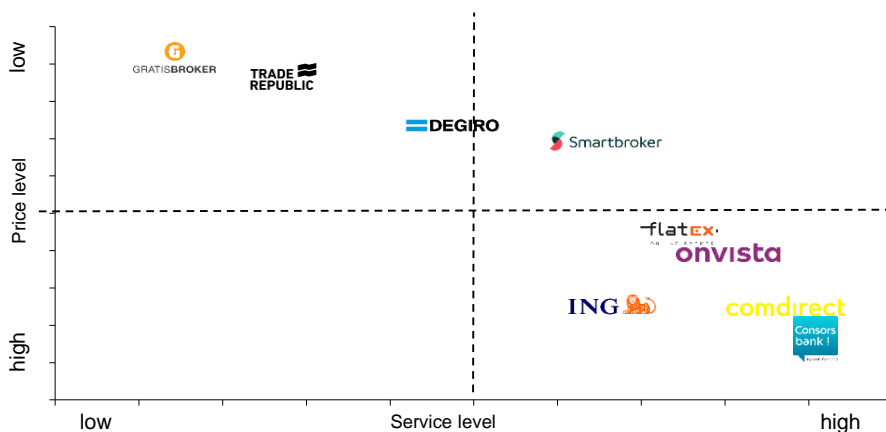 low
GRATISBROKER
TRADE
REPUBLIC
DEGIRO
Smartbroker
Price level
flatex
onvista
ING
comdirect
Consors
bank!
high
low
Service level
high